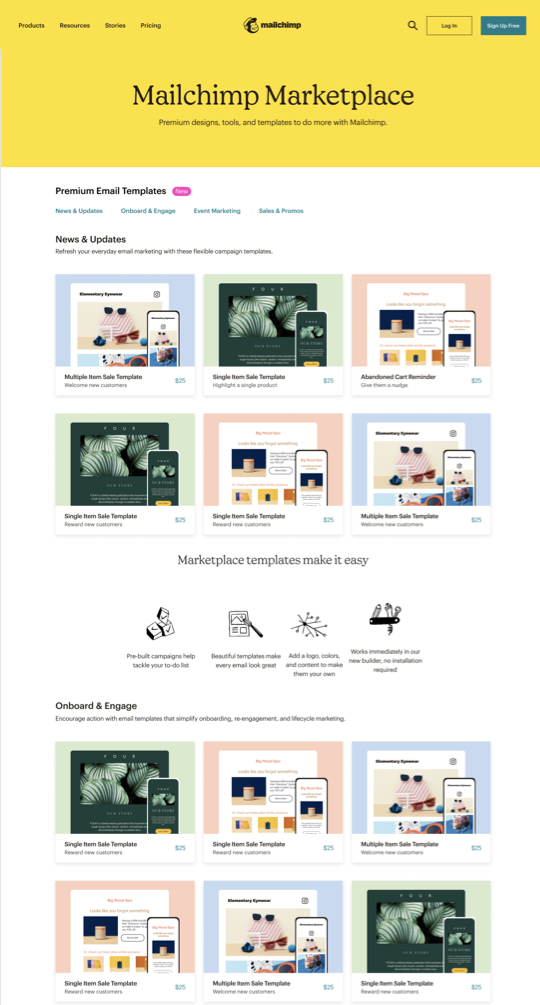 Products
Resources
Stories
Pricing
mailchimp
Log In
Sign Up Free
Mailchimp Marketplace
Premium designs, tools, and templates to do more with Mailchimp.
Premium Email Templates
New
News & Updates
Onboard & Engage
Event Marketing
Sales & Promos
News & Updates
Refresh your everyday email marketing with these flexible campaign templates.
Elementary Eyewear
Multiple Item Sale Template
Welcome new customers
$25
FOUR
OUR STORY
Single Item Sale Template
Highlight a single product
$25
Big Mood Spa
Looks like you forgot something.
Abandoned Cart Reminder
Give them a nudge
$25
FOUR
OUR STORY
Single Item Sale Template
Reward new customers
$25
Big Mood Spa
Looks like you forgot something.
Single Item Sale Template
Reward new customers
$25
Elementary Eyewear
Multiple Item Sale Template
Welcome new customers
$25
Marketplace templates make it easy
Pre-built campaigns help
tackle your to-do list
Beautiful templates make
every email look great
Add a logo, colors,
and content to make
them your own
Works immediately in our
new builder, no installation
required
Onboard & Engage
Encourage action with email templates that simplify onboarding, re-engagement, and lifecycle marketing.
FOUR
OUR STORY
Single Item Sale Template
Reward new customers
$25
Big Mood Spa
Looks like you forgot something.
Single Item Sale Template
Reward new customers
$25
Elementary Eyewear
Multiple Item Sale Template
Welcome new customers
$25
Big Mood Spa
Looks like you forgot something.
Single Item Sale Template
Reward new customers
$25
Elementary Eyewear
Multiple Item Sale Template
Welcome new customers
$25
FOUR
OUR STORY
Single Item Sale Template
Reward new customers
$25